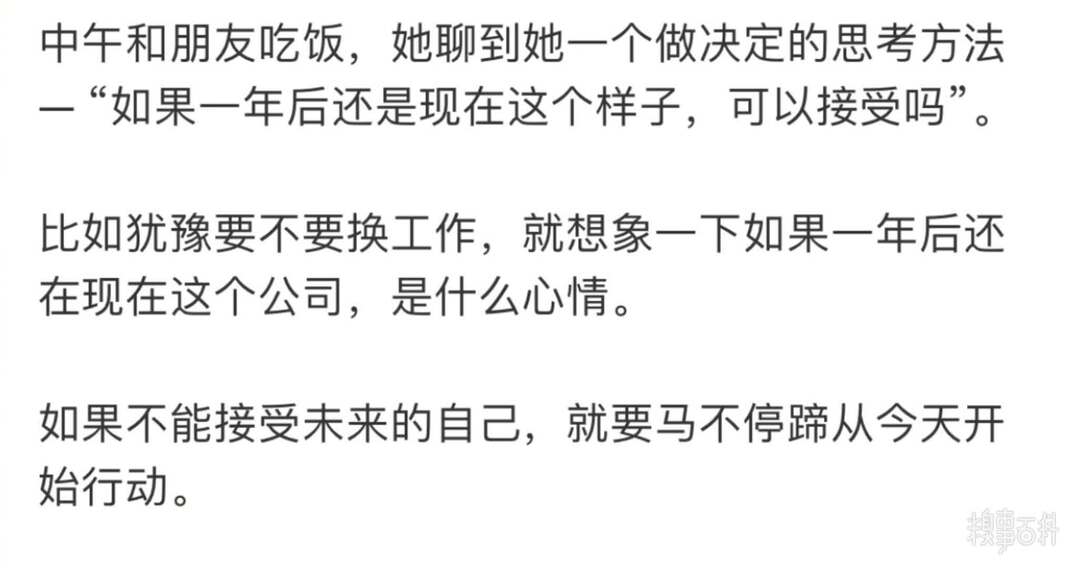 中午和朋友吃饭，她聊到她一个做决定的思考方法
— “如果一年后还是现在这个样子，可以接受吗”。
比如犹豫要不要换工作，就想象一下如果一年后还
在现在这个公司，是什么心情。
如果不能接受未来的自己，就要马不停蹄从今天开
始行动。
糗事百科